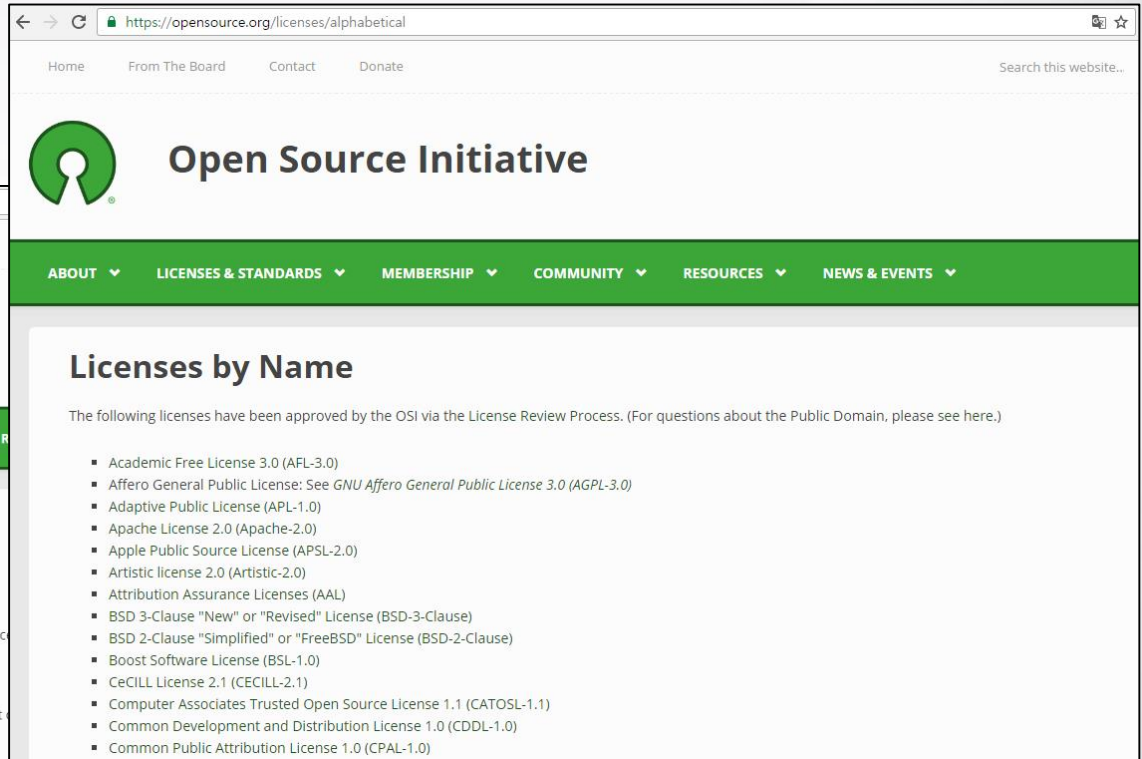 https://opensource.org/licenses/alphabetical
Home From The Board Contact Donate Search this website..
Open Source Initiative
®
ABOUT LICENSES & STANDARDS MEMBERSHIP COMMUNITY RESOURCES NEWS & EVENTS
Licenses by Name
The following licenses have been approved by the OSI via the License Review Process. (For questions about the Public Domain, please see here.)
▪ Academic Free License 3.0 (AFL-3.0)
▪ Affero General Public License: See GNU Affero General Public License 3.0 (AGPL-3.0)
▪ Adaptive Public License (APL-1.0)
▪ Apache License 2.0 (Apache-2.0)
▪ Apple Public Source License (APSL-2.0)
▪ Artistic license 2.0 (Artistic-2.0)
▪ Attribution Assurance Licenses (AAL)
▪ BSD 3-Clause "New" or "Revised" License (BSD-3-Clause)
▪ BSD 2-Clause "Simplified" or "FreeBSD" License (BSD-2-Clause)
▪ Boost Software License (BSL-1.0)
▪ CeCILL License 2.1 (CECILL-2.1)
▪ Computer Associates Trusted Open Source License 1.1 (CATOSL-1.1)
▪ Common Development and Distribution License 1.0 (CDDL-1.0)
▪ Common Public Attribution License 1.0 (CPAL-1.0)